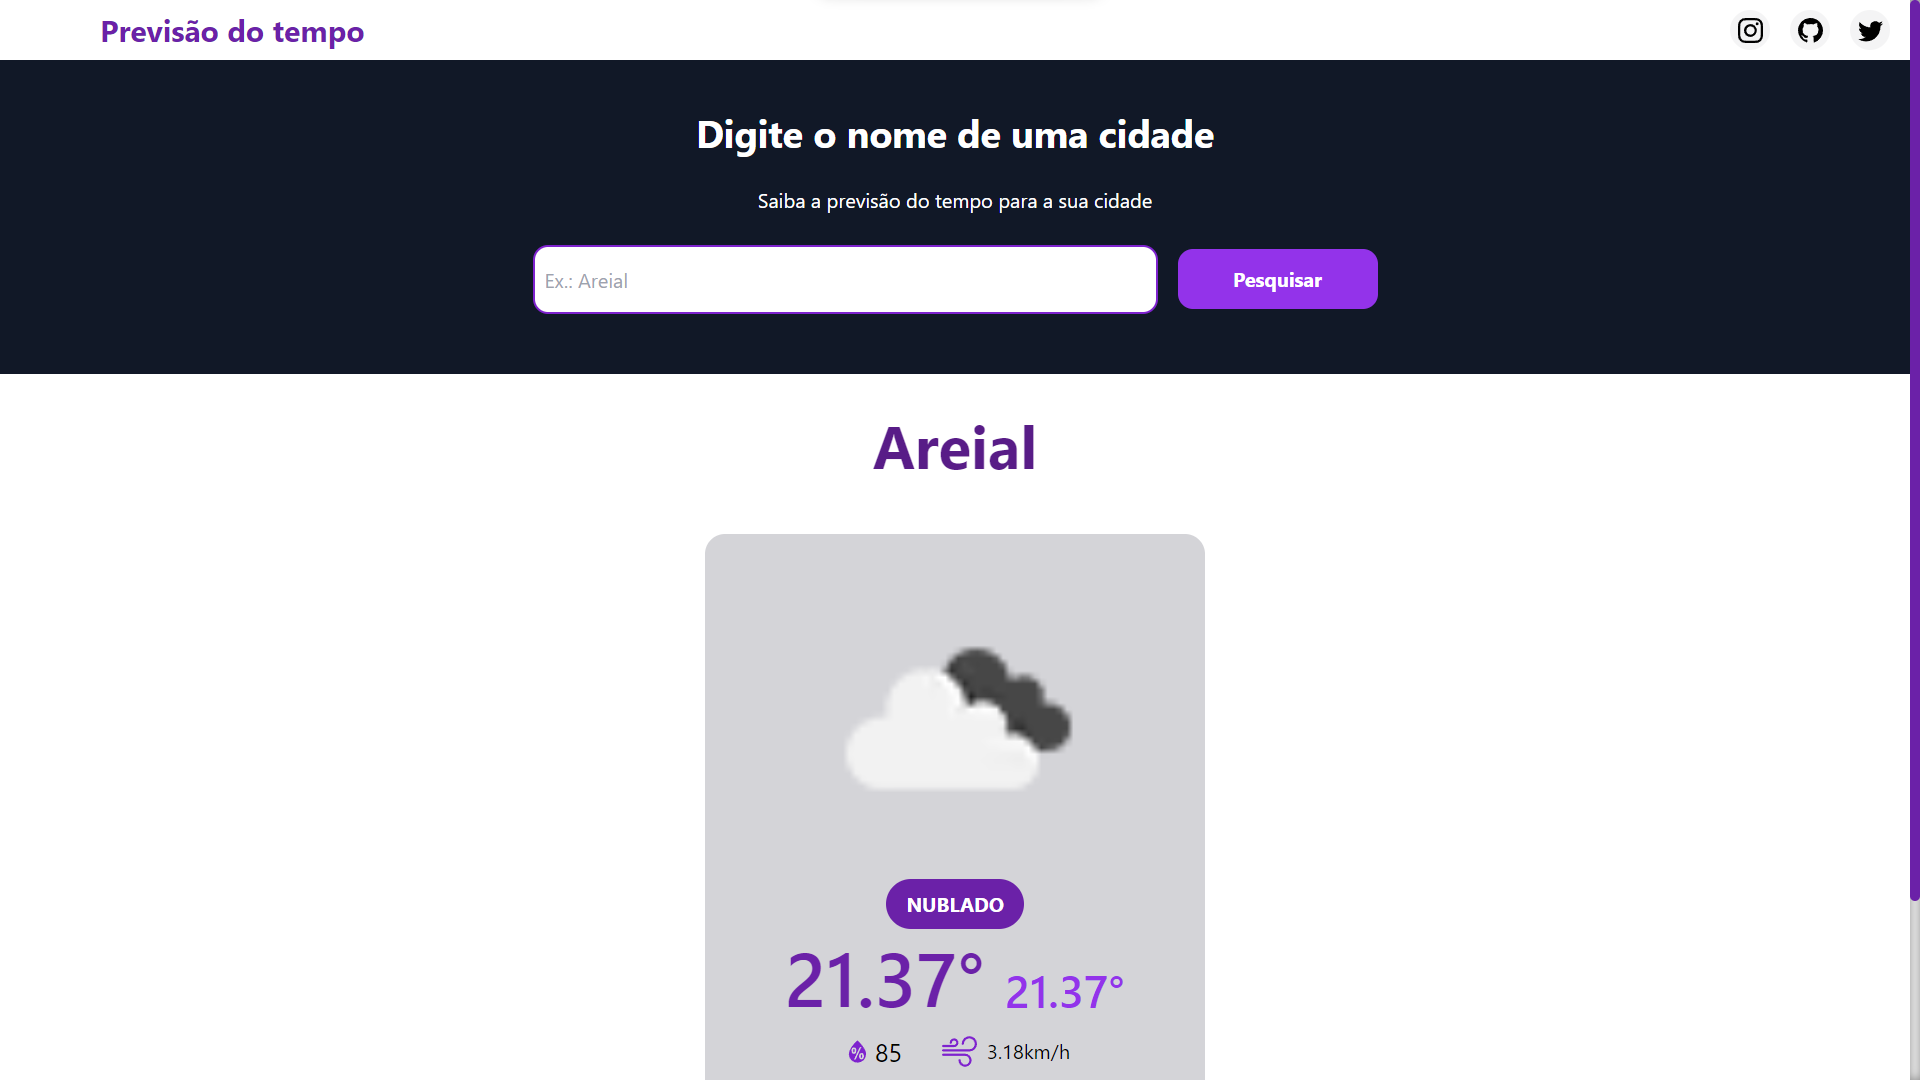 Previsão do tempo
Digite o nome de uma cidade
Saiba a previsão do tempo para a sua cidade
Ex.: Areial
Pesquisar
Areial
NUBLADO
21.37° 21.37°
% 85 3.18km/h